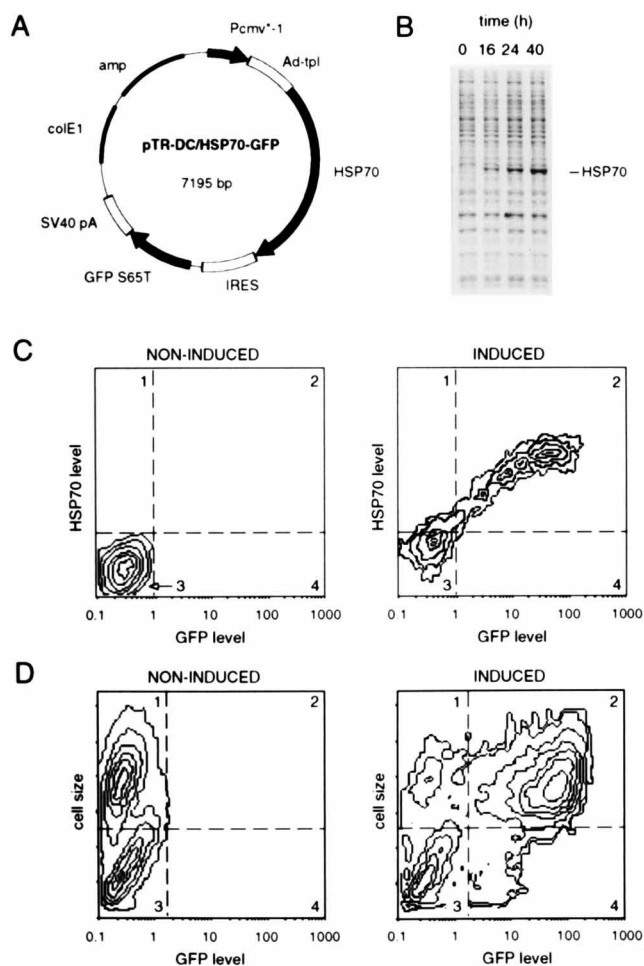 A
Pcmv*-1
Ad-tpl
amp
colE1
pTR-DC/HSP70-GFP
7195 bp
HSP70
SV40 pA
GFP S65T
IRES
B
time (h)
0 16 24 40
HSP70
C
NON-INDUCED
1 2
3 4
HSP70 level
0.1 1 10 100 1000
GFP level
INDUCED
1 2
3 4
HSP70 level
0.1 1 10 100 1000
GFP level
D
NON-INDUCED
1 2
3 4
cell size
0.1 1 10 100 1000
GFP level
INDUCED
1 2
3 4
cell size
0.1 1 10 100 1000
GFP level